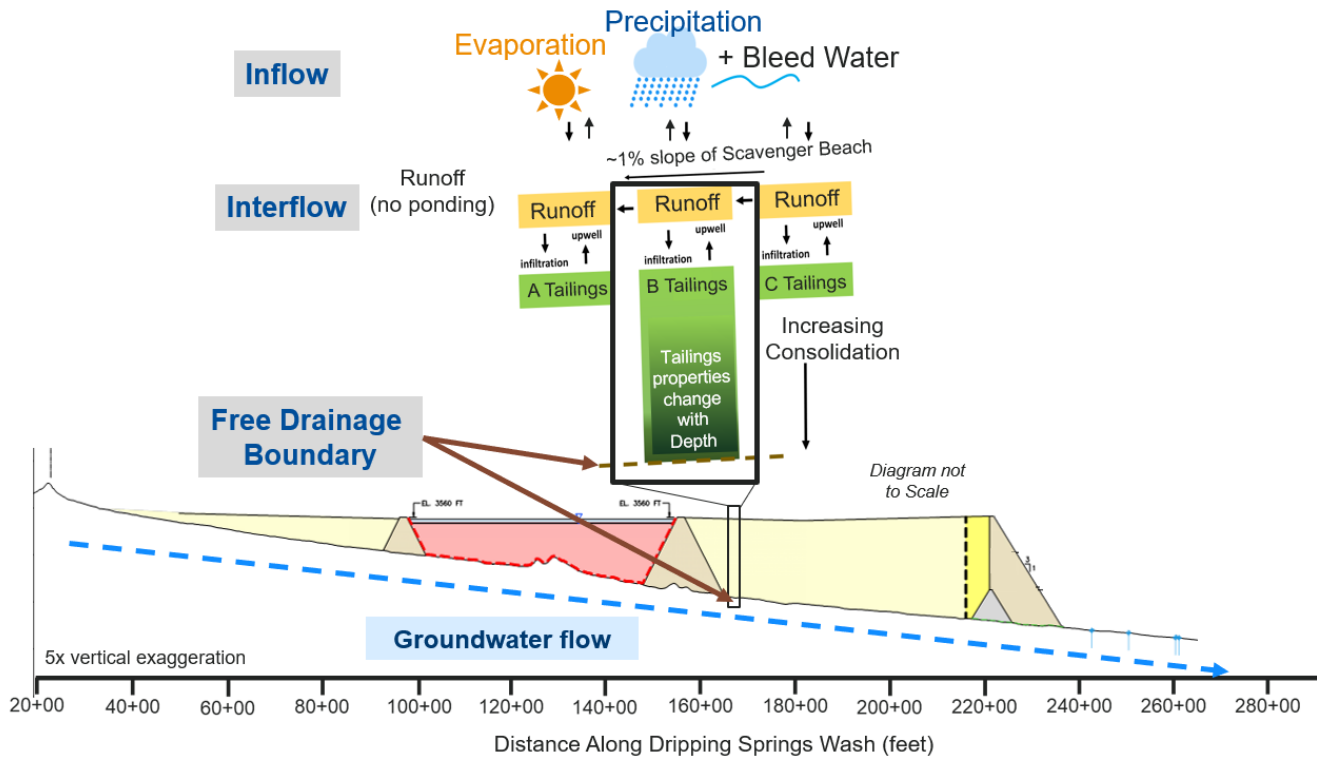 Precipitation
Evaporation
+ Bleed Water
Inflow
~1% slope of Scavenger Beach
Runoff
(no ponding)
Interflow
Runoff
Runoff
Runoff
upwell
upwell
upwell
infiltration
infiltration
infiltration
A Tailings
B Tailings
C Tailings
Increasing
Consolidation
Tailings
properties
change
with
Depth
Free Drainage
Boundary
Diagram not
to Scale
EL. 3560 FT
EL. 3560 FT
3
1
Groundwater flow
5x vertical exaggeration
20+00
40+00
60+00
80+00
100+00
120+00
140+00
160+00
180+00
200+00
220+00
240+00
260+00
280+00
Distance Along Dripping Springs Wash (feet)